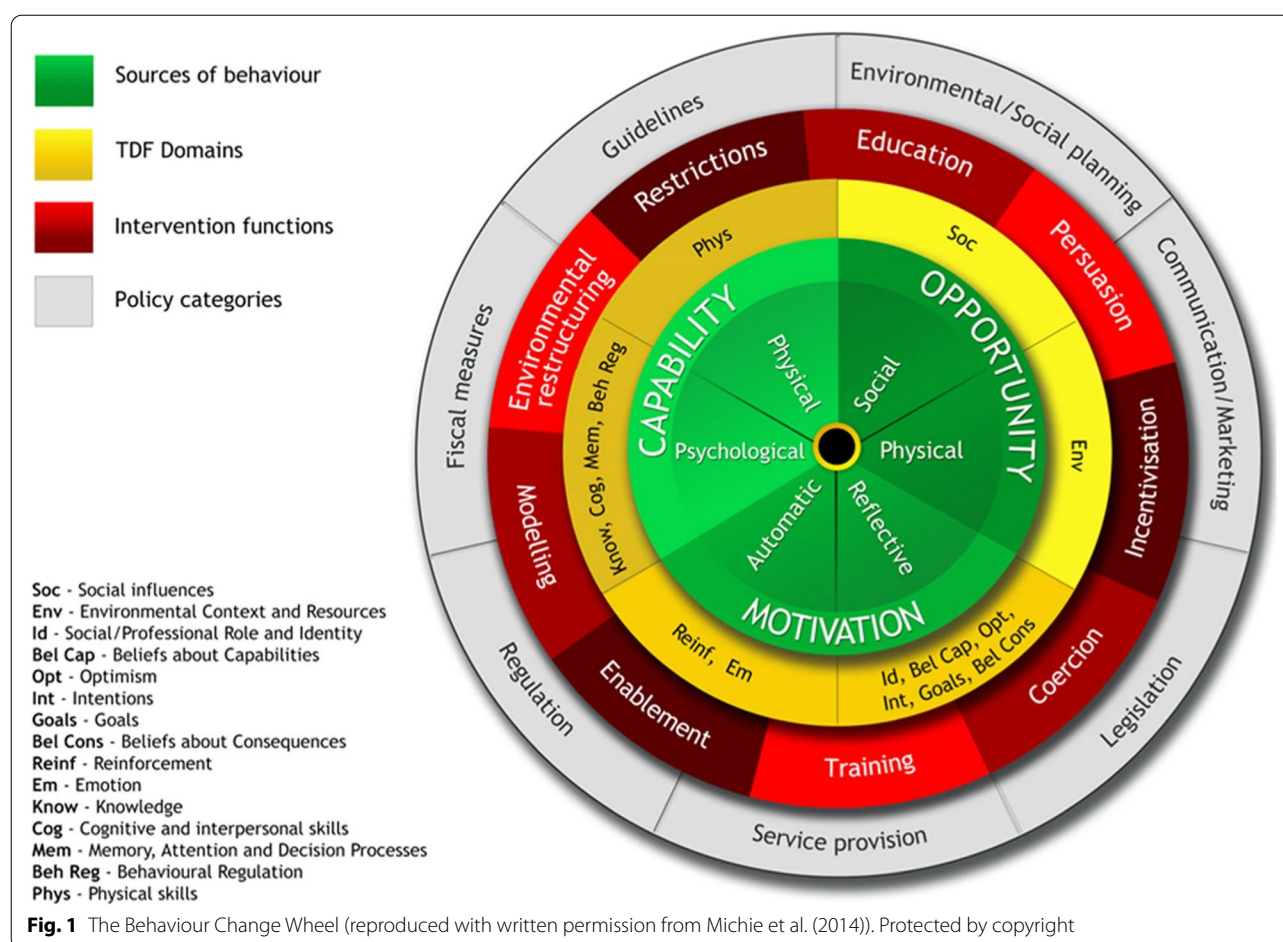 Sources of behaviour
TDF Domains
Intervention functions
Policy categories
Guidelines
Environmental/Social planning
Communication/Marketing
Legislation
Service provision
Regulation
Fiscal measures
Restrictions
Education
Persuasion
Incentivisation
Coercion
Training
Enablement
Modelling
Environmental
restructuring
Phys
Soc
Env
Id, Bel Cap, Opt,
Int, Goals, Bel Cons
Reinf, Em
Know, Cog, Mem, Beh Reg
CAPABILITY
OPPORTUNITY
MOTIVATION
Physical
Social
Psychological
Physical
Automatic
Reflective
Soc - Social influences
Env - Environmental Context and Resources
Id - Social/Professional Role and Identity
Bel Cap - Beliefs about Capabilities
Opt - Optimism
Int - Intentions
Goals - Goals
Bel Cons - Beliefs about Consequences
Reinf - Reinforcement
Em - Emotion
Know - Knowledge
Cog - Cognitive and interpersonal skills
Mem - Memory, Attention and Decision Processes
Beh Reg - Behavioural Regulation
Phys - Physical skills
Fig. 1 The Behaviour Change Wheel (reproduced with written permission from Michie et al. (2014)). Protected by copyright